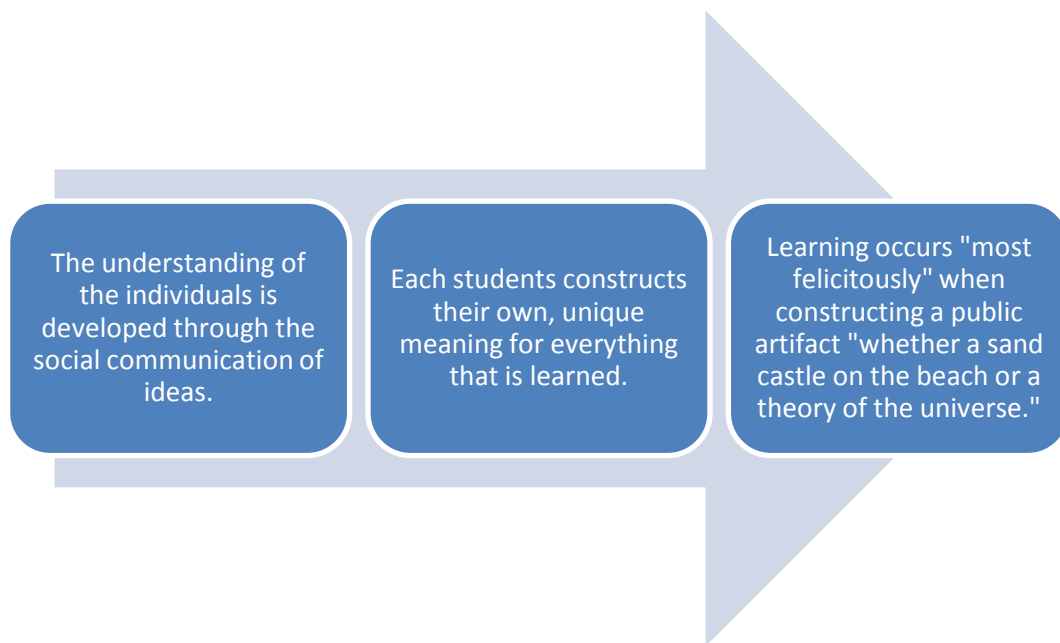 The understanding of
the individuals is
developed through the
social communication of
ideas.
Each students constructs
their own, unique
meaning for everything
that is learned.
Learning occurs "most
felicitously" when
constructing a public
artifact "whether a sand
castle on the beach or a
theory of the universe."